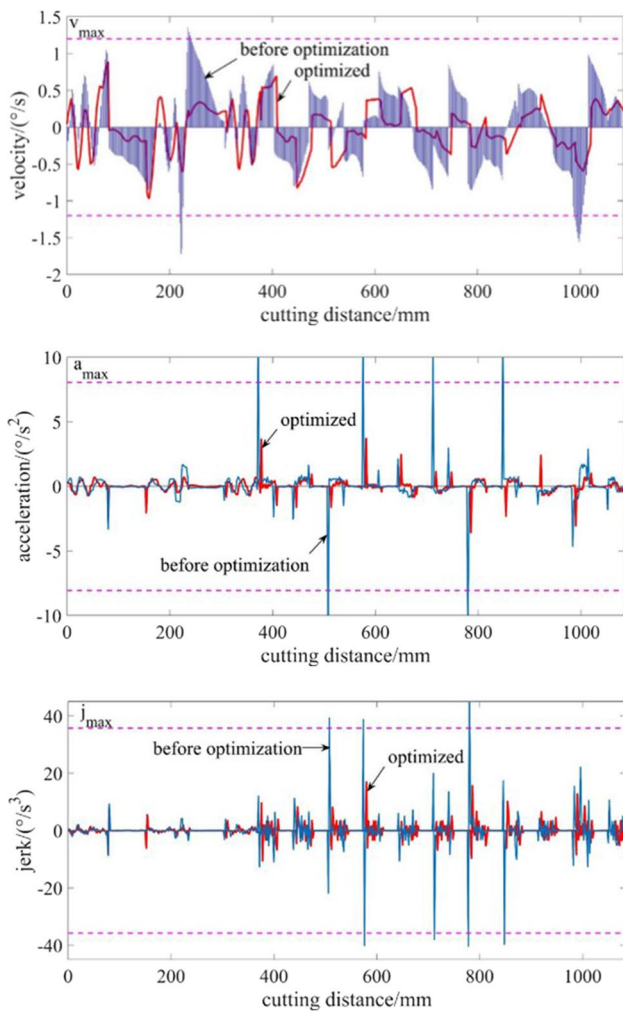 v_max
before optimization
optimized
1.5
1
0.5
0
-0.5
-1
-1.5
-2
velocity/(°/s)
0 200 400 600 800 1000
cutting distance/mm
a_max
optimized
before optimization
10
5
0
-5
-10
acceleration/(°/s²)
0 200 400 600 800 1000
cutting distance/mm
j_max
before optimization
optimized
40
20
0
-20
-40
jerk/(°/s³)
0 200 400 600 800 1000
cutting distance/mm